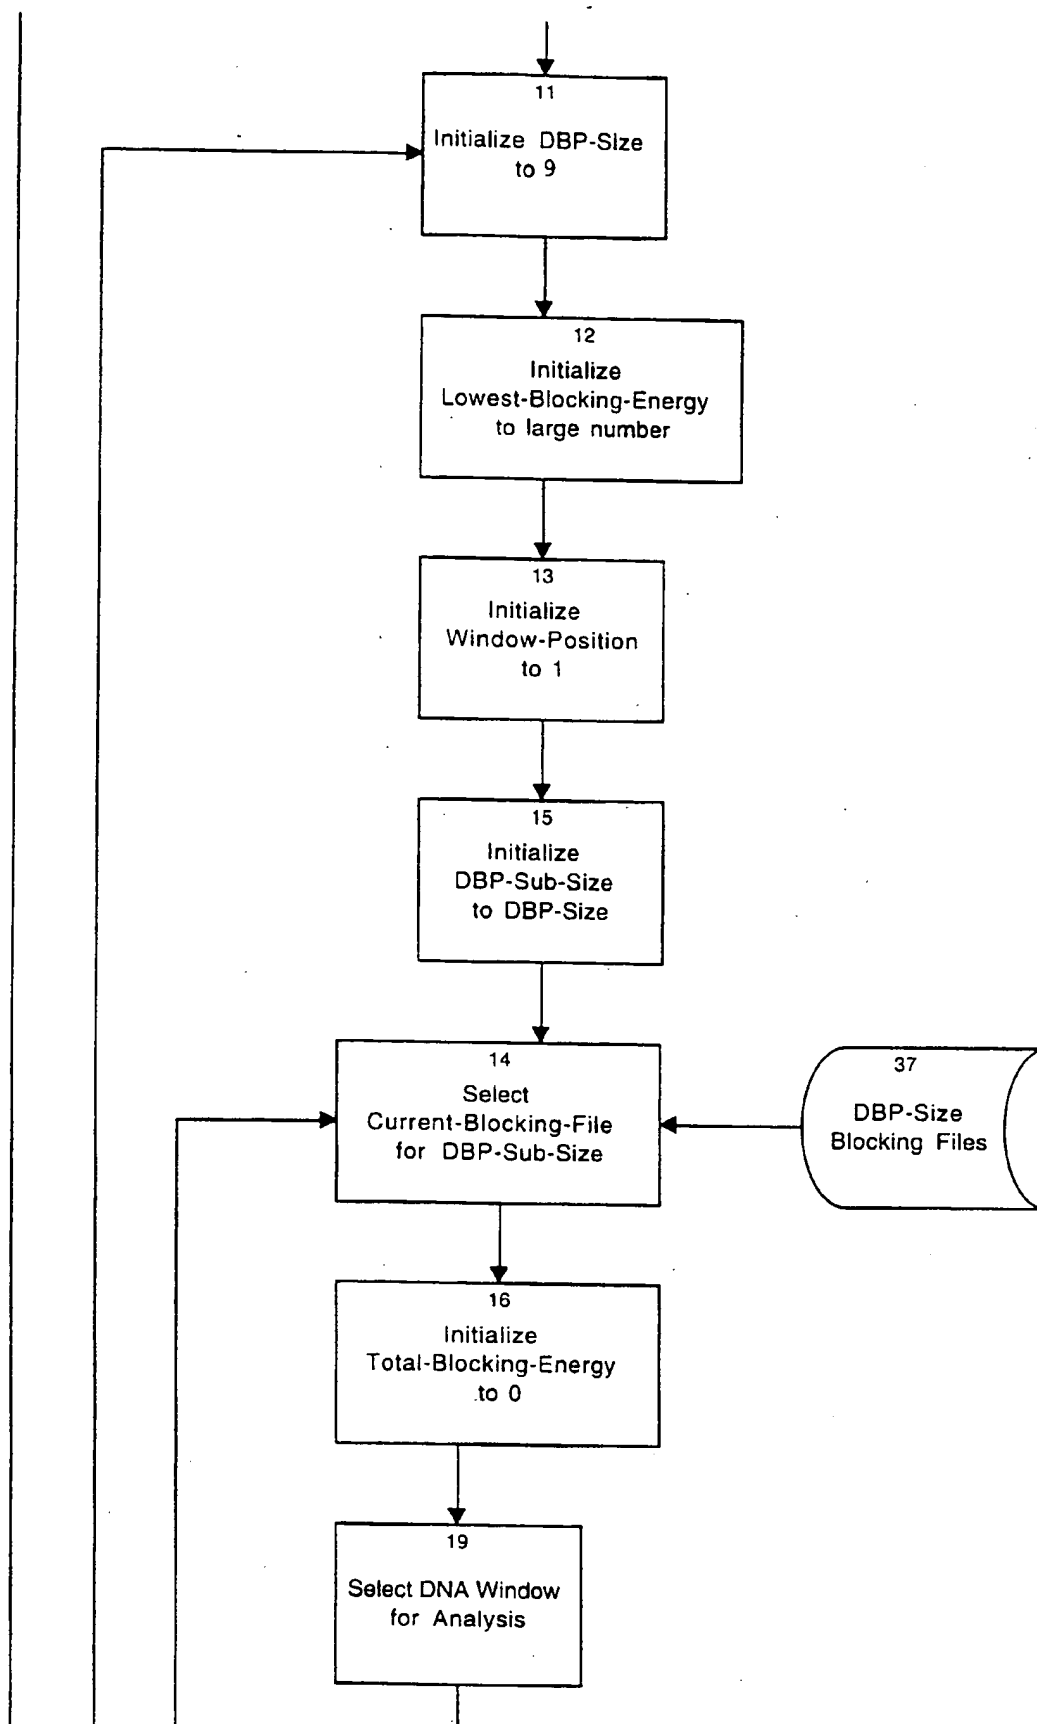 11
Initialize DBP-Size
to 9
12
Initialize
Lowest-Blocking-Energy
to large number
13
Initialize
Window-Position
to 1
15
Initialize
DBP-Sub-Size
to DBP-Size
14
Select
Current-Blocking-File
for DBP-Sub-Size
37
DBP-Size
Blocking Files
16
Initialize
Total-Blocking-Energy
to 0
19
Select DNA Window
for Analysis